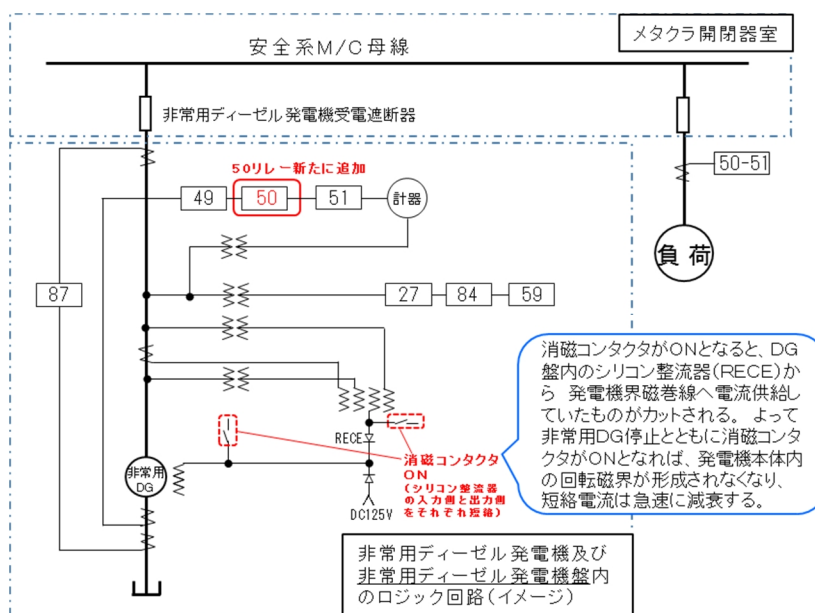 メタクラ開閉器室
安全系M/C母線
非常用ディーゼル発電機受電遮断器
50リレー新たに追加
49
50
51
計器
50-51
負荷
87
27
84
59
消磁コンタクタがONとなると、DG
盤内のシリコン整流器(RECE)か
ら 発電機界磁巻線へ電流供給し
ていたものがカットされる。 よって
非常用DG停止とともに消磁コンタ
クタがONとなれば、発電機本体内
の回転磁界が形成されなくなり、
短絡電流は急速に減衰する。
RECE
消磁コンタクタ
ON
(シリコン整流器
の入力側と出力側
をそれぞれ短絡)
非常用
DG
DC125V
非常用ディーゼル発電機及び
非常用ディーゼル発電機盤内
のロジック回路(イメージ)